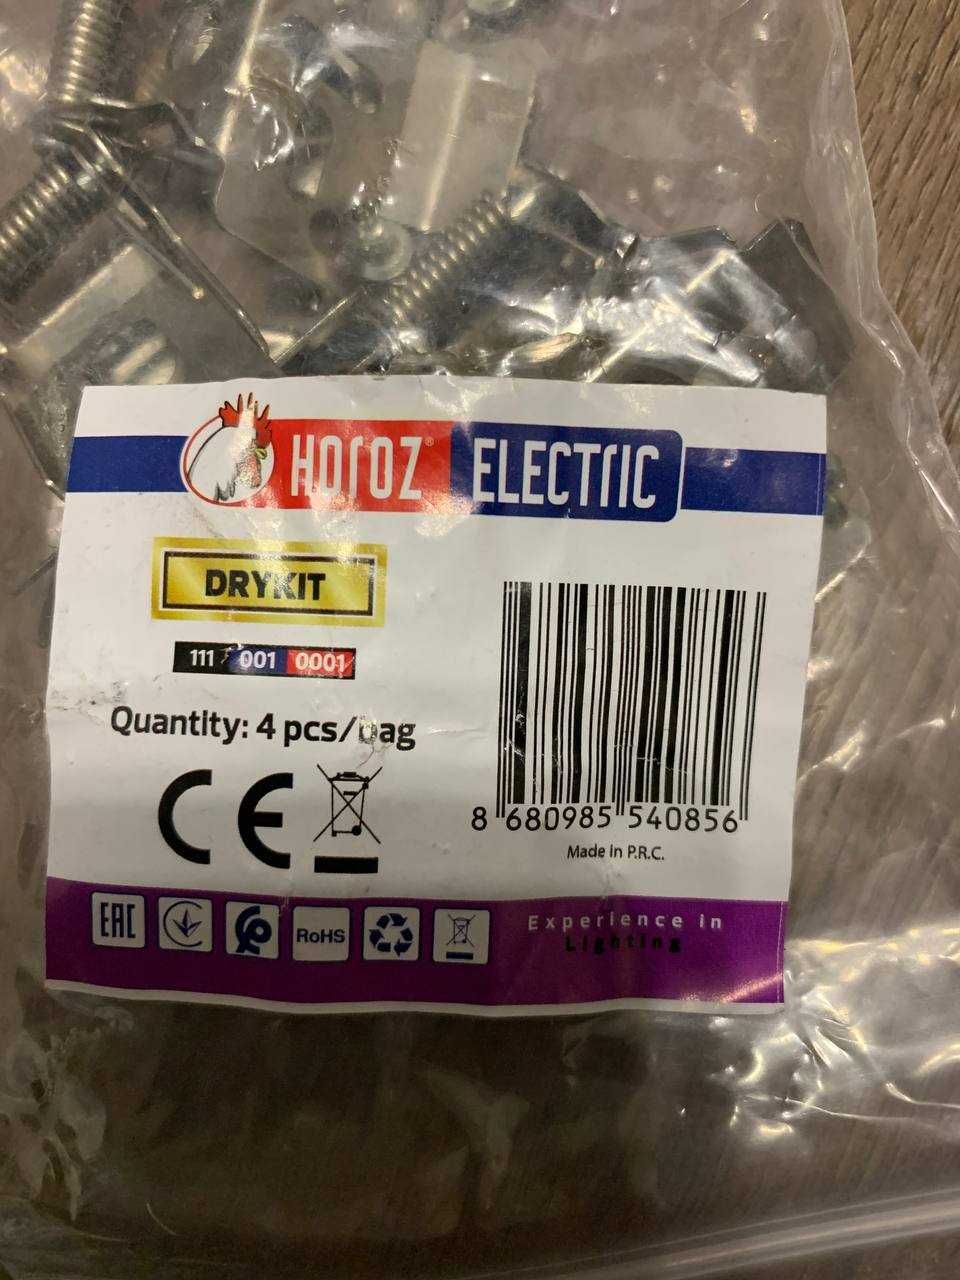 HOROZ® ELECTRIC
DRYKIT
111 001 0001
Quantity: 4 pcs/bag
8 680985 540856
Made in P.R.C.
CE
EAC
RoHS
Experience in
Lighting